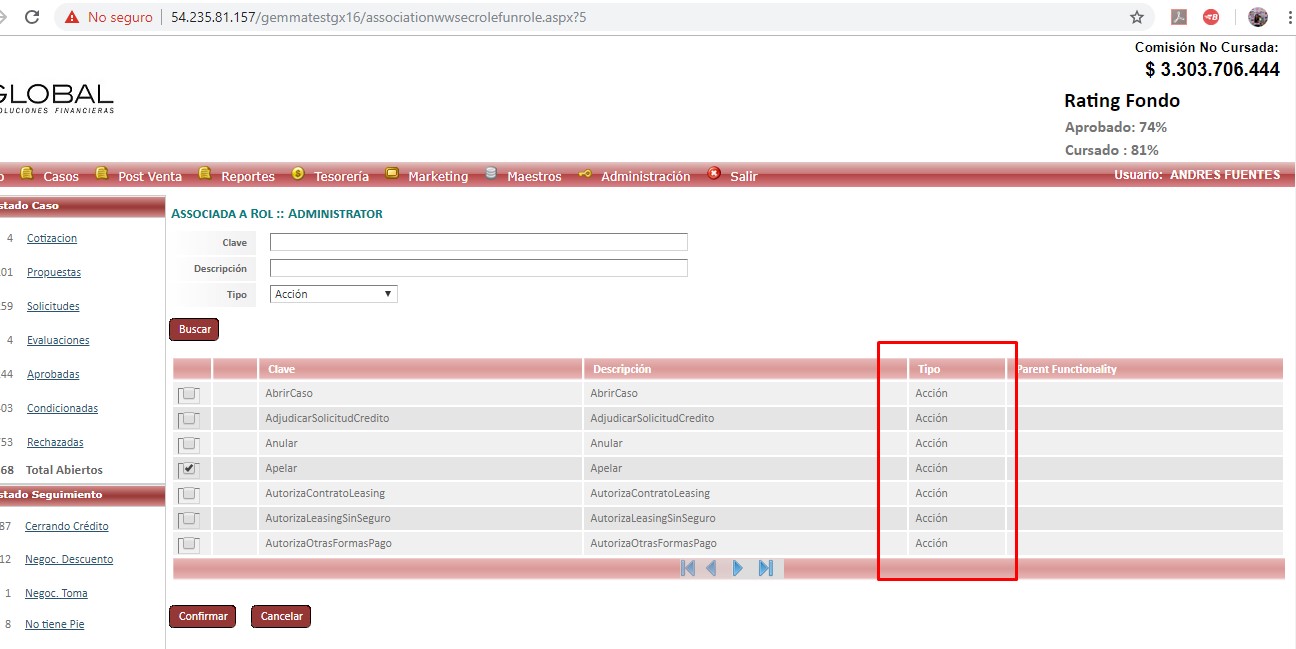 No seguro
54.235.81.157/gemmatestgx16/associationwwsecrolefunrole.aspx?5
Comisión No Cursada:
$ 3.303.706.444
GLOBAL
OLUCIONES FINANCIERAS
Rating Fondo
Aprobado: 74%
Cursado : 81%
o Casos Post Venta Reportes Tesorería Marketing Maestros Administración Salir Usuario: ANDRES FUENTES
stado Caso
4 Cotizacion
01 Propuestas
59 Solicitudes
4 Evaluaciones
44 Aprobadas
03 Condicionadas
753 Rechazadas
68 Total Abiertos
stado Seguimiento
87 Cerrando Crédito
12 Negoc. Descuento
1 Negoc. Toma
8 No tiene Pie
ASSOCIADA A ROL :: ADMINISTRATOR
Clave
Descripción
Tipo Acción
Buscar
Clave Descripción Tipo Parent Functionality
AbrirCaso AbrirCaso Acción
AdjudicarSolicitudCredito AdjudicarSolicitudCredito Acción
Anular Anular Acción
Apelar Apelar Acción
AutorizaContratoLeasing AutorizaContratoLeasing Acción
AutorizaLeasingSinSeguro AutorizaLeasingSinSeguro Acción
AutorizaOtrasFormasPago AutorizaOtrasFormasPago Acción
Confirmar Cancelar